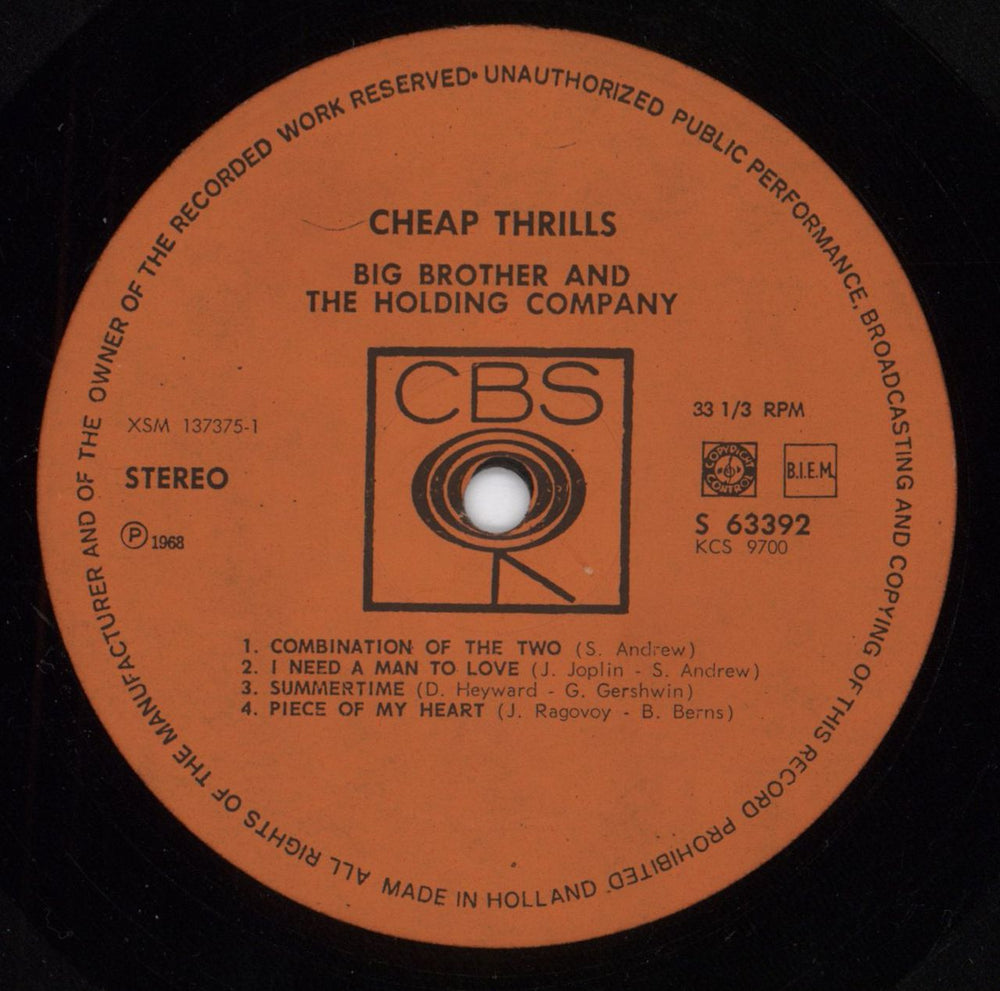 ALL RIGHTS OF THE MANUFACTURER AND OF THE OWNER OF THE RECORDED WORK RESERVED• UNAUTHORIZED PUBLIC PERFORMANCE, BROADCASTING AND COPYING OF THIS RECORD PROHIBITED
CHEAP THRILLS
BIG BROTHER AND
THE HOLDING COMPANY
CBS
XSM 137375-1
STEREO
℗ 1968
33 1/3 RPM
COPYRIGHT CONTROL
B.I.E.M.
S 63392
KCS 9700
1. COMBINATION OF THE TWO (S. Andrew)
2. I NEED A MAN TO LOVE (J. Joplin - S. Andrew)
3. SUMMERTIME (D. Heyward - G. Gershwin)
4. PIECE OF MY HEART (J. Ragovoy - B. Berns)
MADE IN HOLLAND